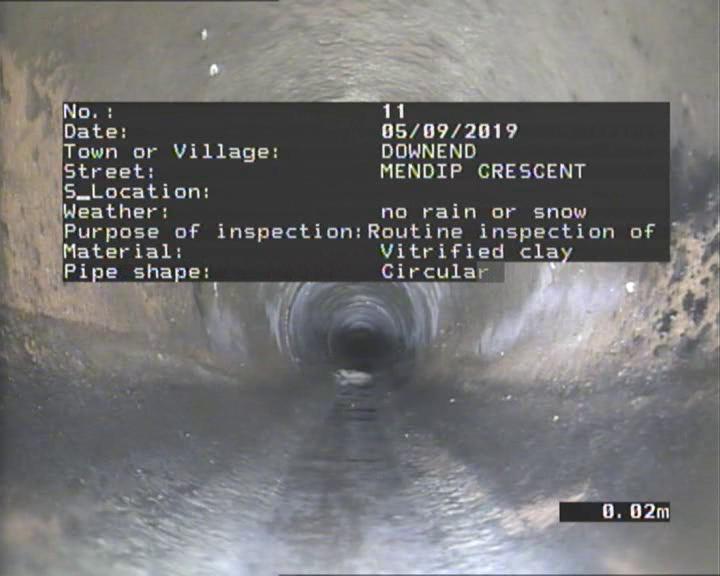 No.: 11
Date: 05/09/2019
Town or Village: DOWNEND
Street: MENDIP CRESCENT
S_Location:
Weather: no rain or snow
Purpose of inspection:Routine inspection of
Material: Vitrified clay
Pipe shape: Circular
0.02m